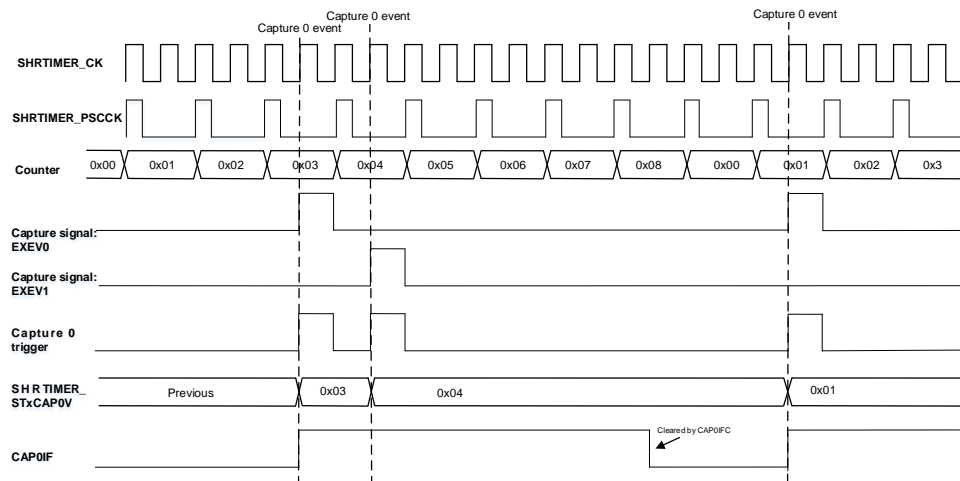 Capture 0 event
Capture 0 event
Capture 0 event
SHRTIMER_CK
SHRTIMER_PSCCK
Counter
0x00 0x01 0x02 0x03 0x04 0x05 0x06 0x07 0x08 0x00 0x01 0x02 0x3
Capture signal:
EXEV0
Capture signal:
EXEV1
Capture 0
trigger
SHRTIMER_
STxCAP0V
Previous 0x03 0x04 0x01
Cleared by CAP0IFC
CAP0IF